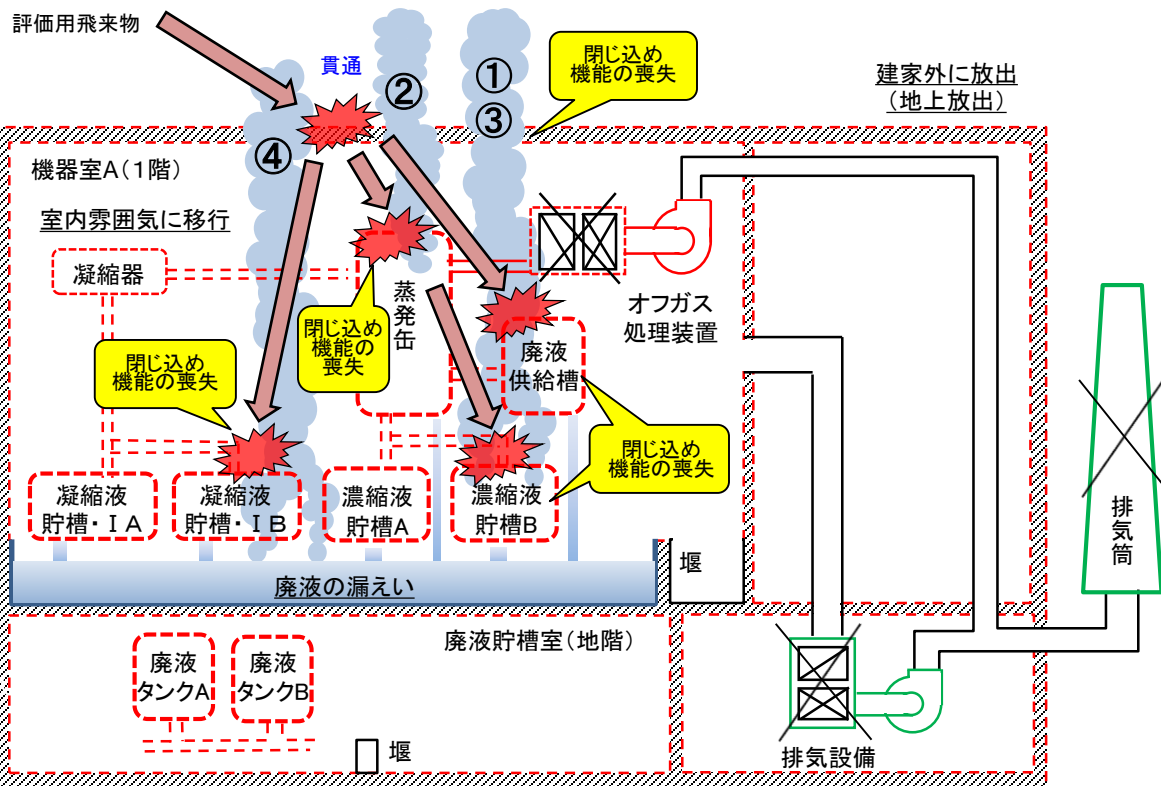 評価用飛来物
貫通
②
①
③
④
閉じ込め
機能の喪失
建家外に放出
(地上放出)
機器室A(1階)
室内雰囲気に移行
凝縮器
蒸発缶
閉じ込め
機能の
喪失
オフガス
処理装置
閉じ込め
機能の喪失
廃液
供給槽
閉じ込め
機能の喪失
凝縮液
貯槽・ⅠA
凝縮液
貯槽・ⅠB
濃縮液
貯槽A
濃縮液
貯槽B
排気筒
堰
廃液の漏えい
廃液貯槽室(地階)
廃液
タンクA
廃液
タンクB
堰
排気設備